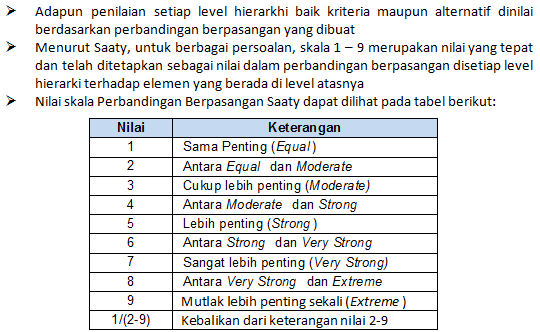 ➢ Adapun penilaian setiap level hierarkhi baik kriteria maupun alternatif dinilai
berdasarkan perbandingan berpasangan yang dibuat
➢ Menurut Saaty, untuk berbagai persoalan, skala 1 – 9 merupakan nilai yang tepat
dan telah ditetapkan sebagai nilai dalam perbandingan berpasangan disetiap level
hierarki terhadap elemen yang berada di level atasnya
➢ Nilai skala Perbandingan Berpasangan Saaty dapat dilihat pada tabel berikut:
Nilai Keterangan
1 Sama Penting (Equal)
2 Antara Equal dan Moderate
3 Cukup lebih penting (Moderate)
4 Antara Moderate dan Strong
5 Lebih penting (Strong)
6 Antara Strong dan Very Strong
7 Sangat lebih penting (Very Strong)
8 Antara Very Strong dan Extreme
9 Mutlak lebih penting sekali (Extreme)
1/(2-9) Kebalikan dari keterangan nilai 2-9